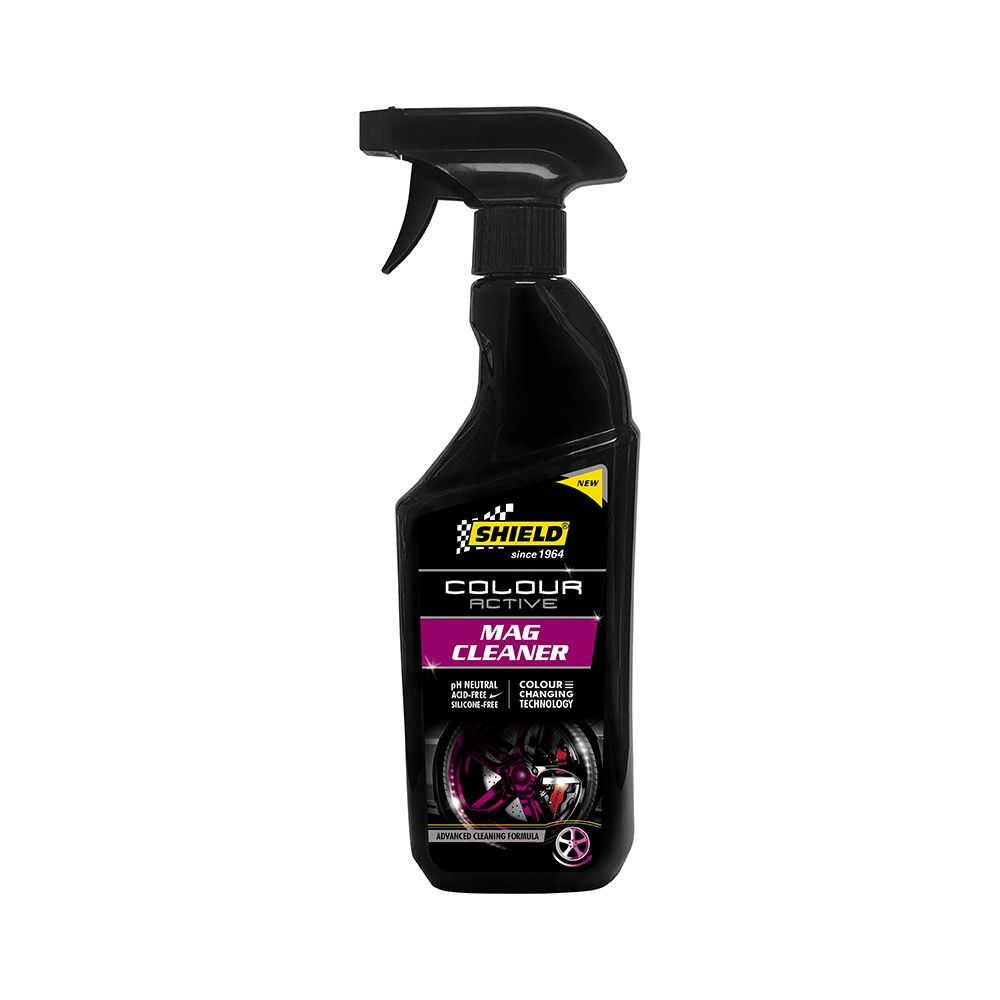 NEW
SHIELD®
since 1964
COLOUR
ACTIVE
MAG
CLEANER
pH NEUTRAL
ACID-FREE
SILICONE-FREE
COLOUR
CHANGING
TECHNOLOGY
ADVANCED CLEANING FORMULA